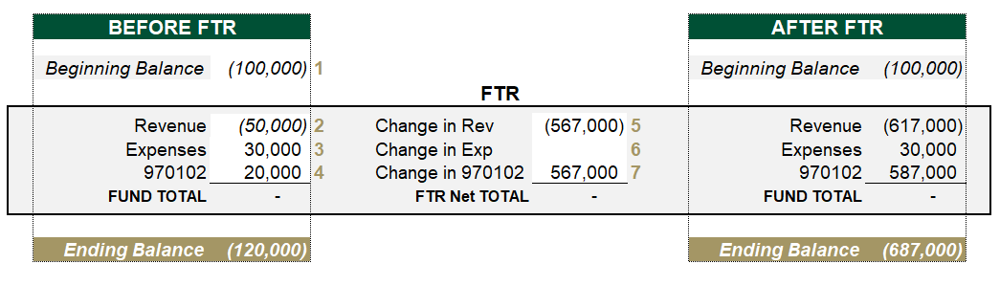 BEFORE FTR AFTER FTR
Beginning Balance (100,000) 1 Beginning Balance (100,000)
FTR
Revenue (50,000) 2 Change in Rev (567,000) 5 Revenue (617,000)
Expenses 30,000 3 Change in Exp 6 Expenses 30,000
970102 20,000 4 Change in 970102 567,000 7 970102 587,000
FUND TOTAL - FTR Net TOTAL - FUND TOTAL -
Ending Balance (120,000) Ending Balance (687,000)